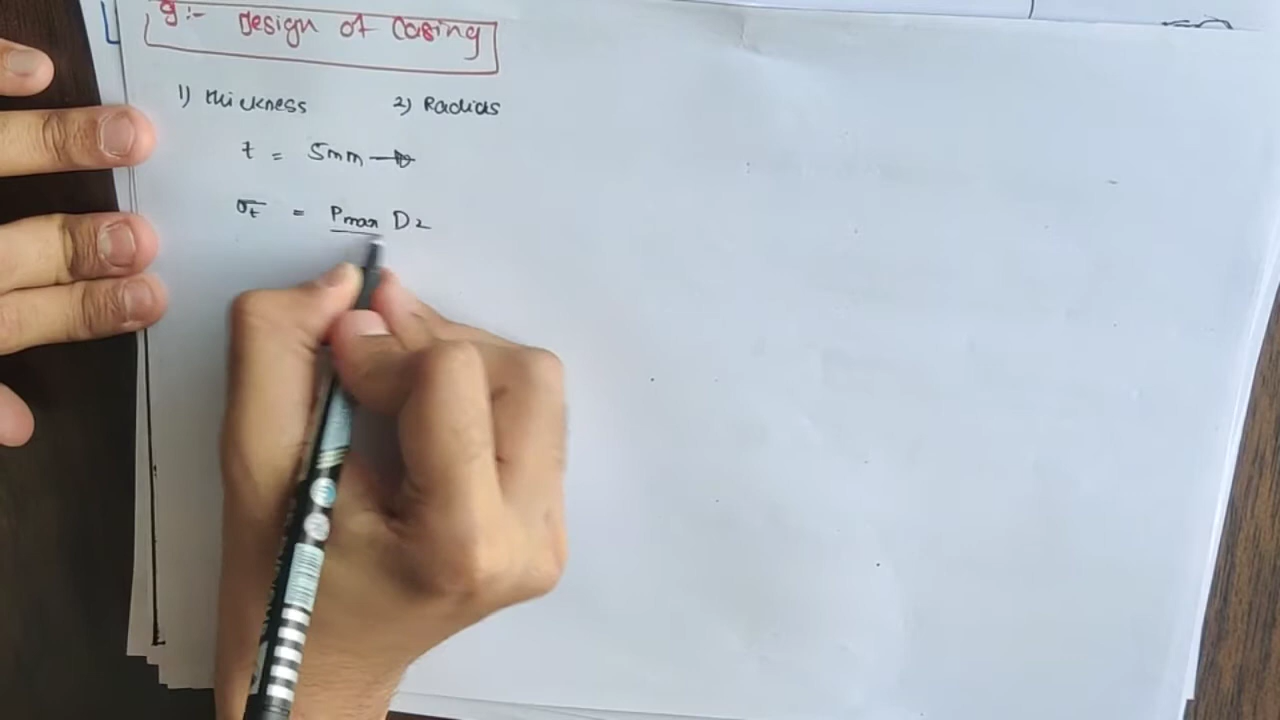 9:- Design of Casing
1) thickness 2) Radius
t = 5mm
σt = Pmax D2